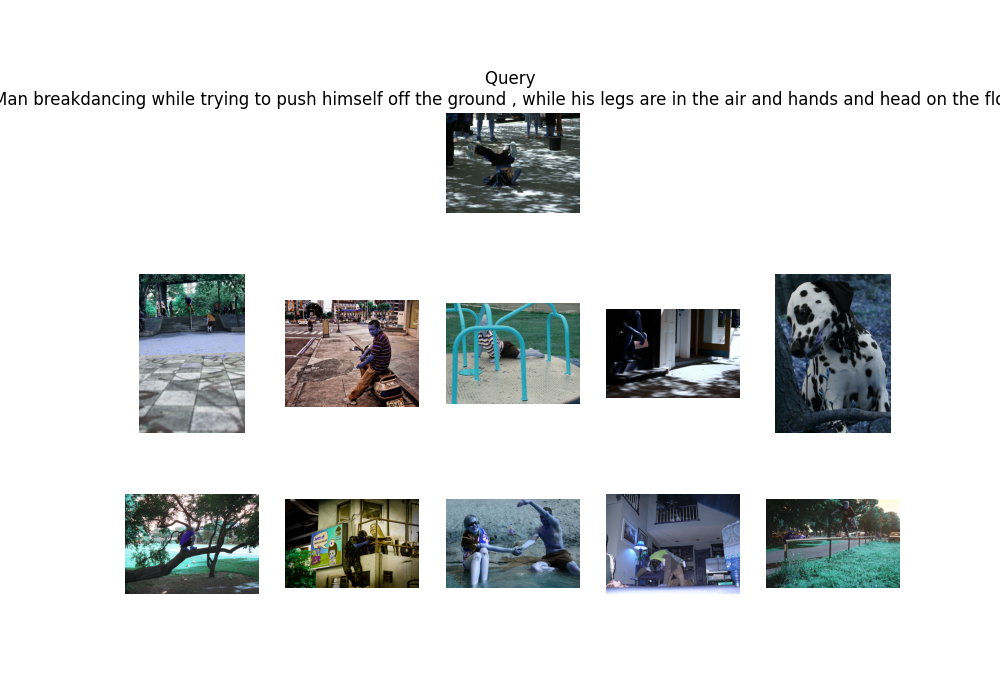 Query
Man breakdancing while trying to push himself off the ground , while his legs are in the air and hands and head on the flo